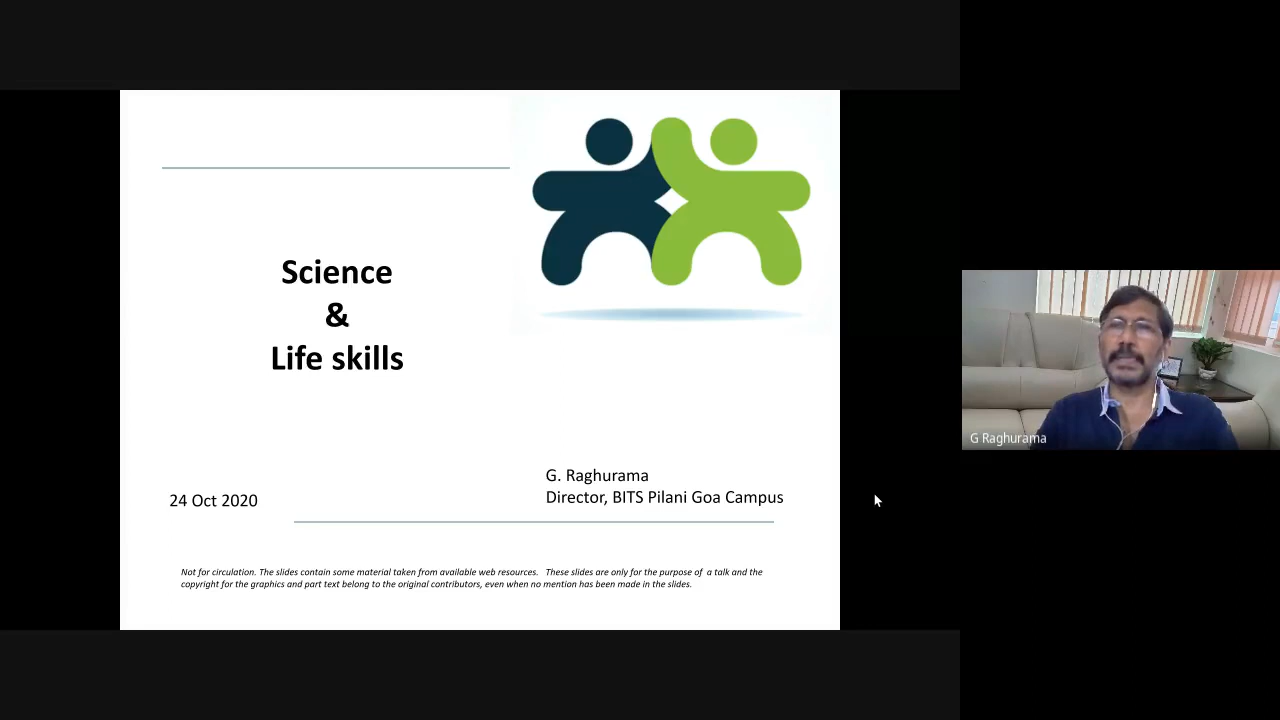 Science
&
Life skills
G. Raghurama
Director, BITS Pilani Goa Campus
24 Oct 2020
Not for circulation. The slides contain some material taken from available web resources. These slides are only for the purpose of a talk and the
copyright for the graphics and part text belong to the original contributors, even when no mention has been made in the slides.
G Raghurama